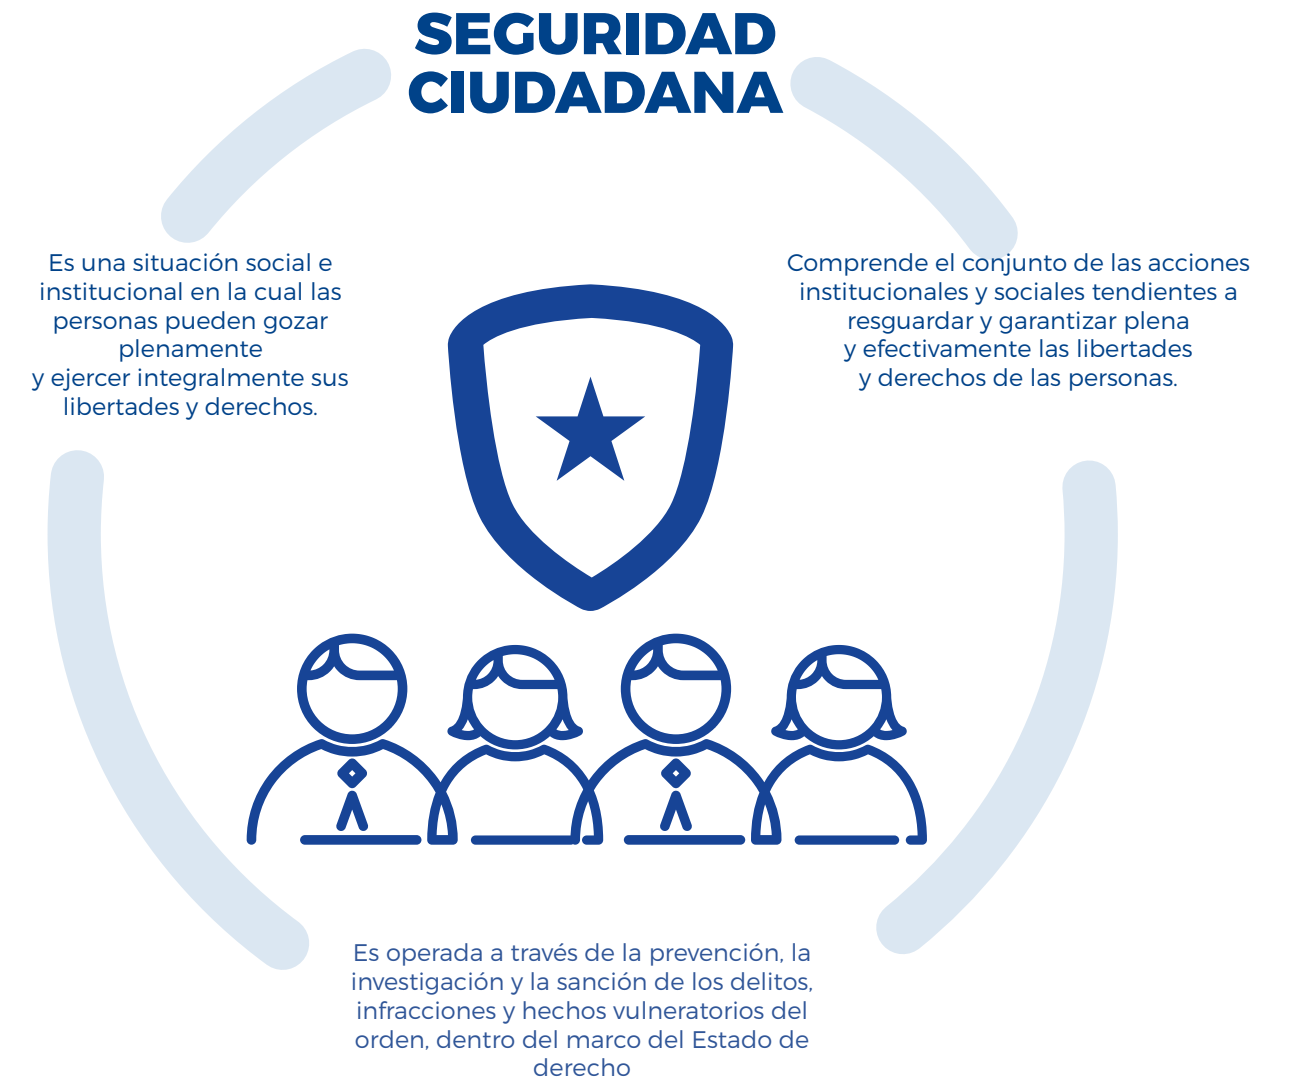 SEGURIDAD
CIUDADANA
Es una situación social e
institucional en la cual las
personas pueden gozar
plenamente
y ejercer integralmente sus
libertades y derechos.
Comprende el conjunto de las acciones
institucionales y sociales tendientes a
resguardar y garantizar plena
y efectivamente las libertades
y derechos de las personas.
Es operada a través de la prevención, la
investigación y la sanción de los delitos,
infracciones y hechos vulneratorios del
orden, dentro del marco del Estado de
derecho